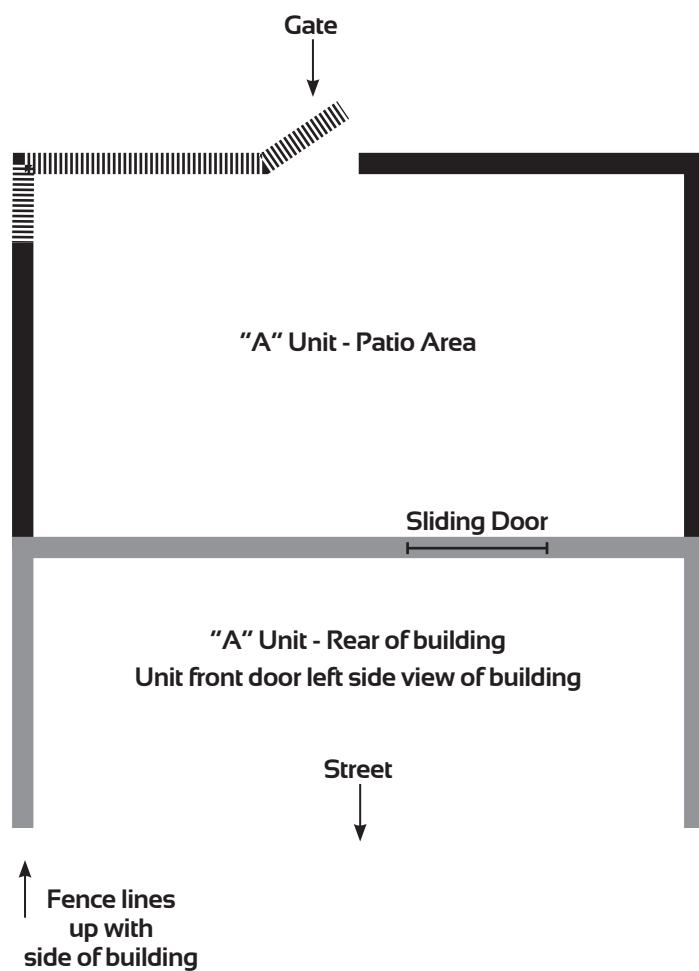 Gate
"A" Unit - Patio Area
Sliding Door
"A" Unit - Rear of building
Unit front door left side view of building
Street
Fence lines
up with
side of building